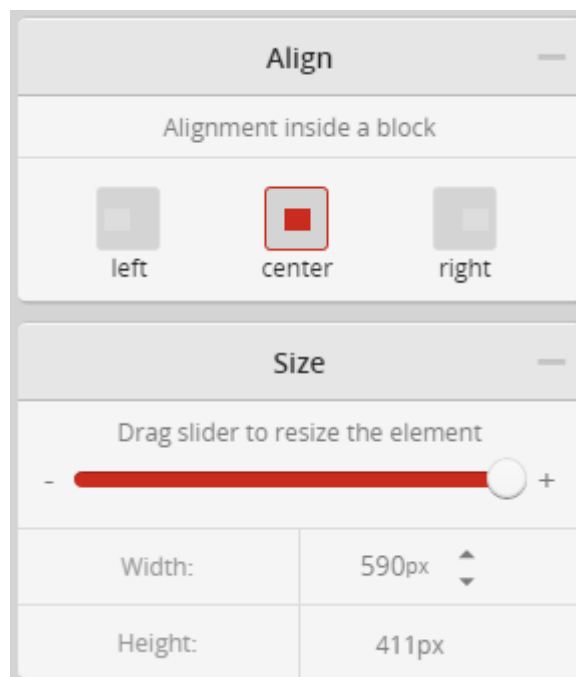 Align
Alignment inside a block
left center right
Size
Drag slider to resize the element
- +
Width: 590px
Height: 411px